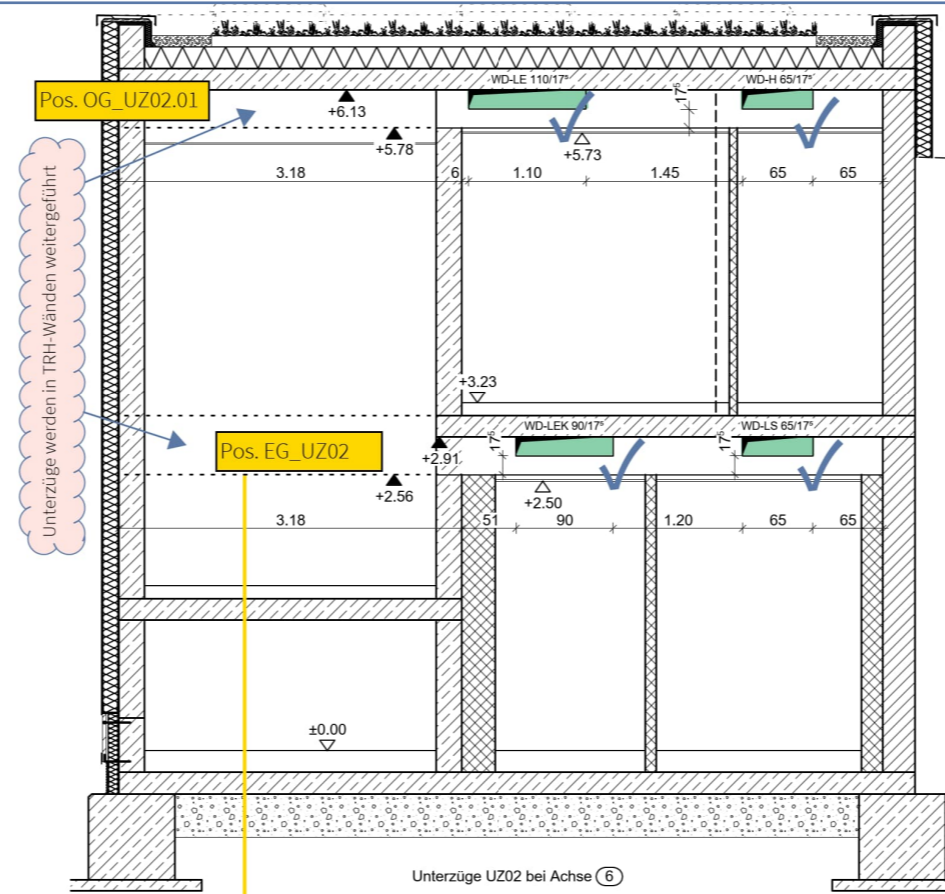 WD-LE 110/17⁵
WD-H 65/17⁵
Pos. OG_UZ02.01
+6.13
17⁵
+5.78
+5.73
3.18
6
1.10
1.45
65
65
Unterzüge werden in TRH-Wänden weitergeführt
+3.23
WD-LEK 90/17⁵
WD-LS 65/17⁵
Pos. EG_UZ02
+2.91
17⁵
17⁵
+2.56
+2.50
3.18
51
90
1.20
65
65
±0.00
Unterzüge UZ02 bei Achse 6